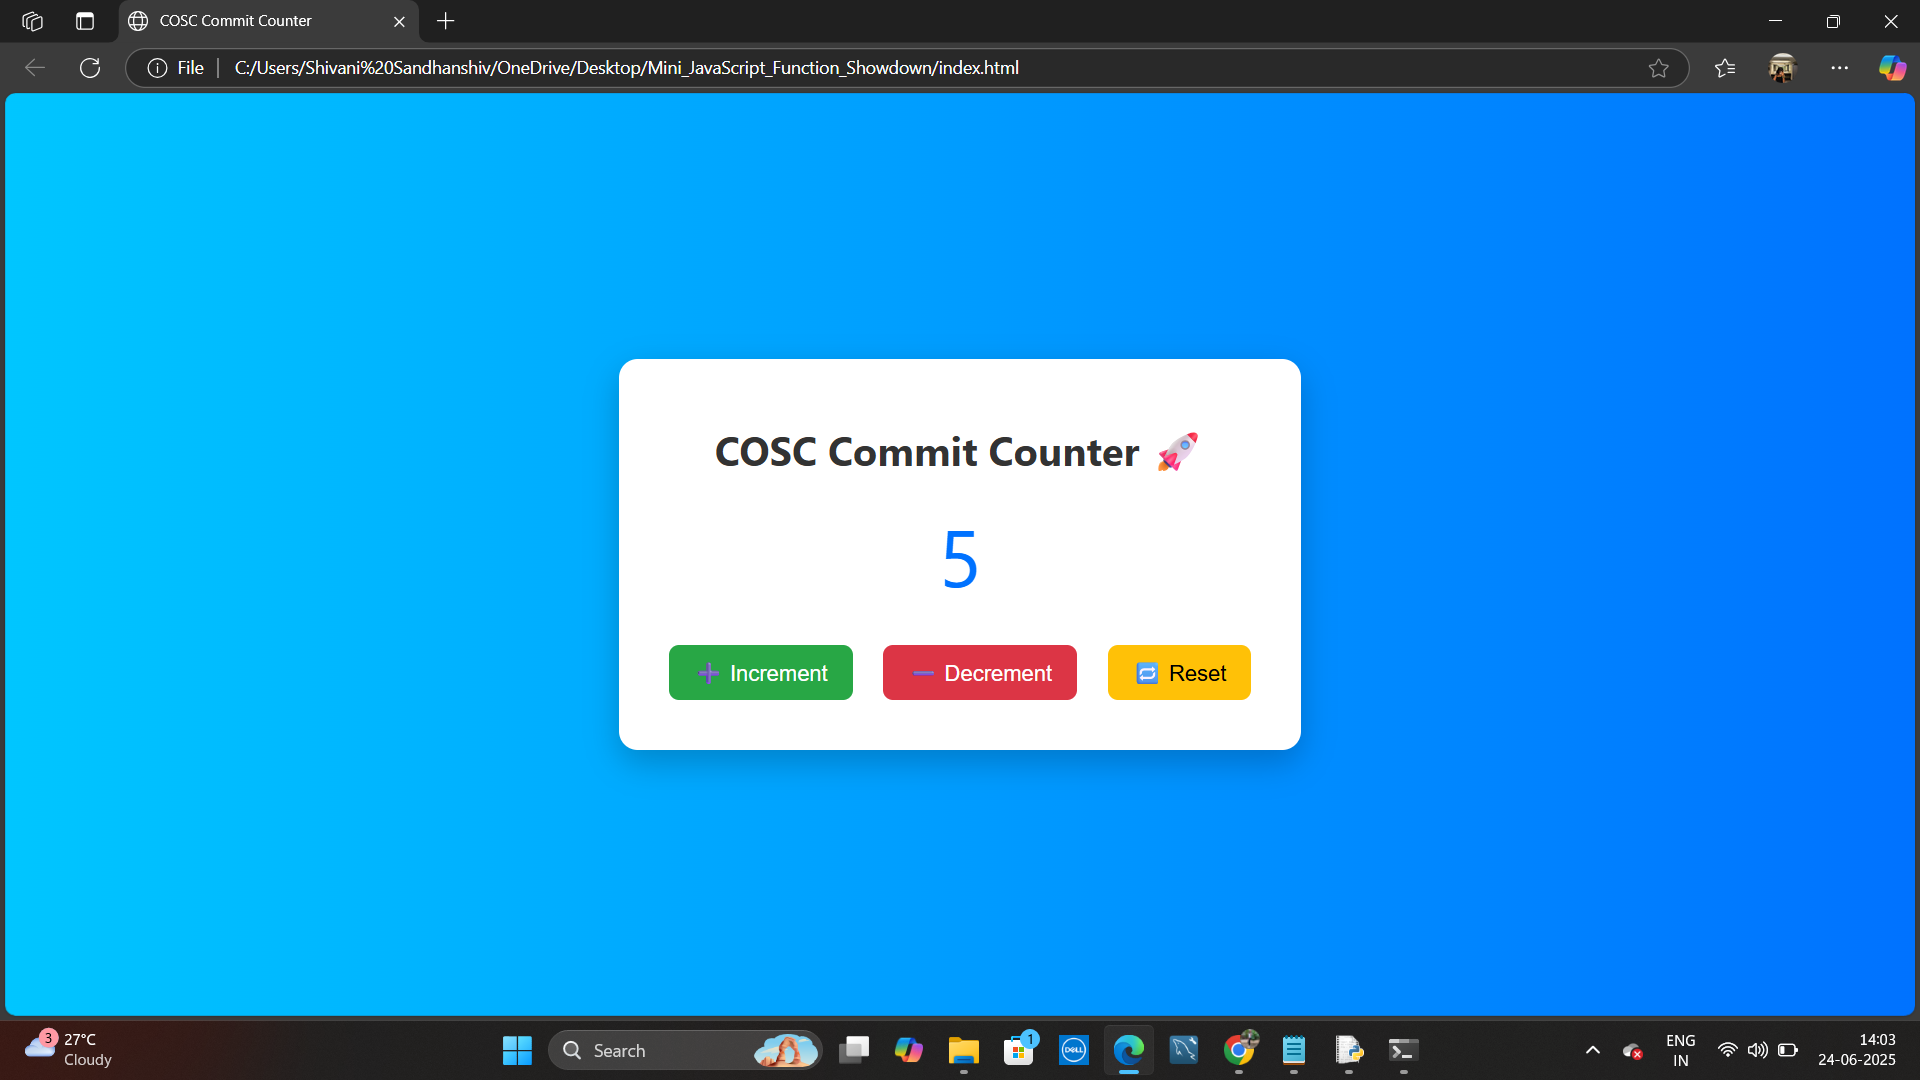 COSC Commit Counter
File
C:/Users/Shivani%20Sandhanshiv/OneDrive/Desktop/Mini_JavaScript_Function_Showdown/index.html
COSC Commit Counter 🚀
5
➕ Increment
➖ Decrement
🔁 Reset
3
27°C
Cloudy
Search
1
DELL
ENG
IN
14:03
24-06-2025